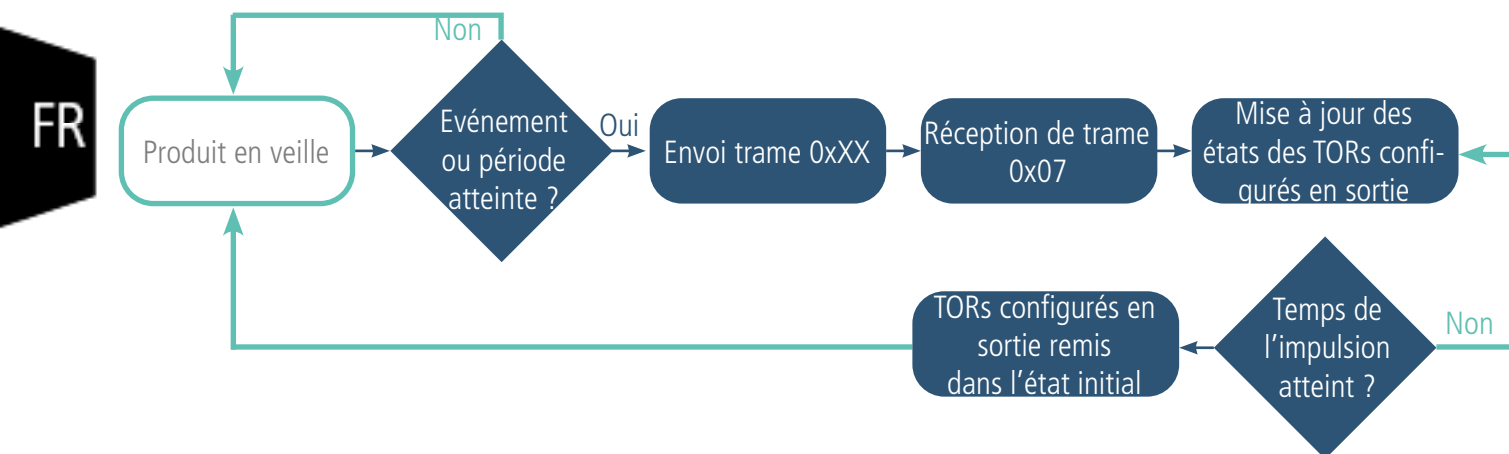 Non
FR
Produit en veille
Evénement
ou période
atteinte ?
Oui
Envoi trame 0xXX
Réception de trame
0x07
Mise à jour des
états des TORs confi-
gurés en sortie
TORs configurés en
sortie remis
dans l'état initial
Temps de
l'impulsion
atteint ?
Non